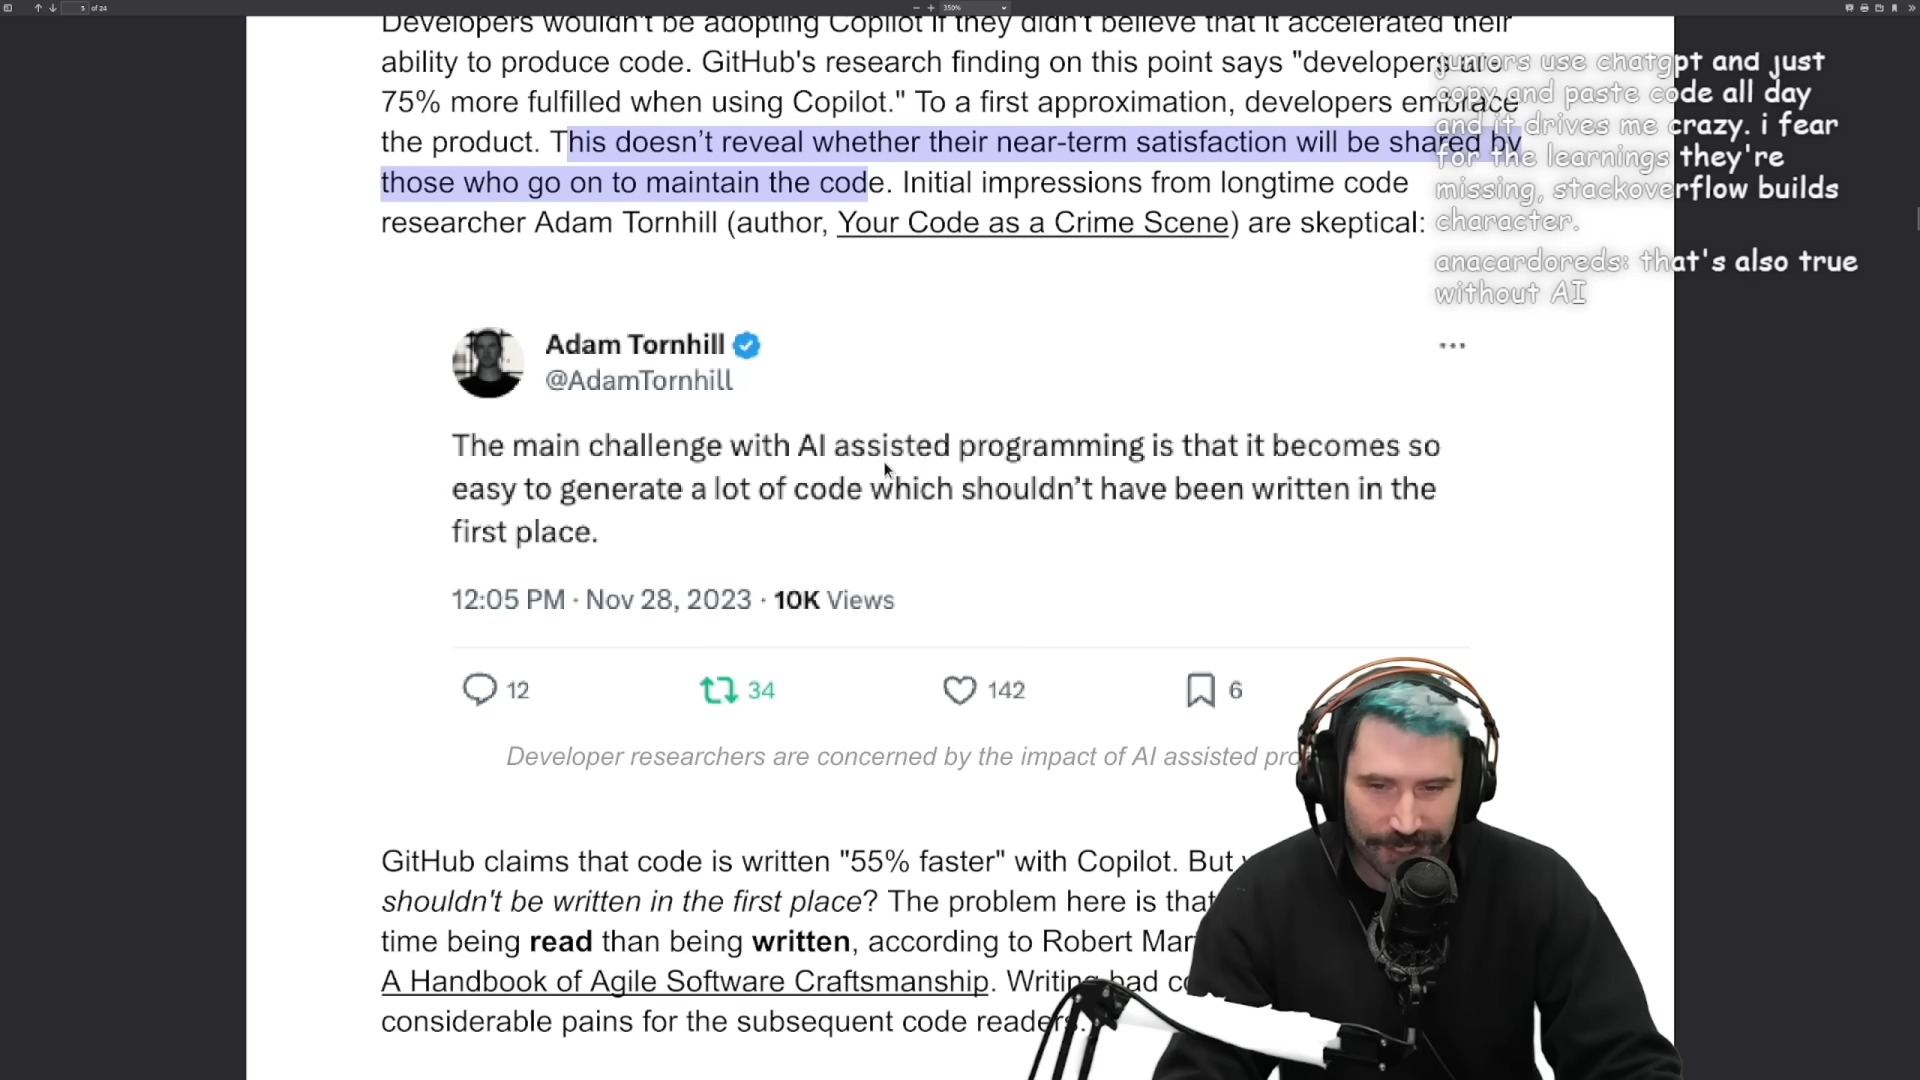 5 of 24
350%
Developers wouldn't be adopting Copilot if they didn't believe that it accelerated their
ability to produce code. GitHub's research finding on this point says "developers are
75% more fulfilled when using Copilot." To a first approximation, developers embrace
the product. This doesn't reveal whether their near-term satisfaction will be shared by
those who go on to maintain the code. Initial impressions from longtime code
researcher Adam Tornhill (author, Your Code as a Crime Scene) are skeptical:
juniors use chatgpt and just
copy and paste code all day
and it drives me crazy. i fear
for the learnings they're
missing, stackoverflow builds
character.
anacardoreds: that's also true
without AI
Adam Tornhill
@AdamTornhill
The main challenge with AI assisted programming is that it becomes so
easy to generate a lot of code which shouldn't have been written in the
first place.
12:05 PM · Nov 28, 2023 · 10K Views
12 34 142 6
Developer researchers are concerned by the impact of AI assisted pro
GitHub claims that code is written "55% faster" with Copilot. But
shouldn't be written in the first place? The problem here is that
time being read than being written, according to Robert Mar
A Handbook of Agile Software Craftsmanship. Writing bad co
considerable pains for the subsequent code readers.